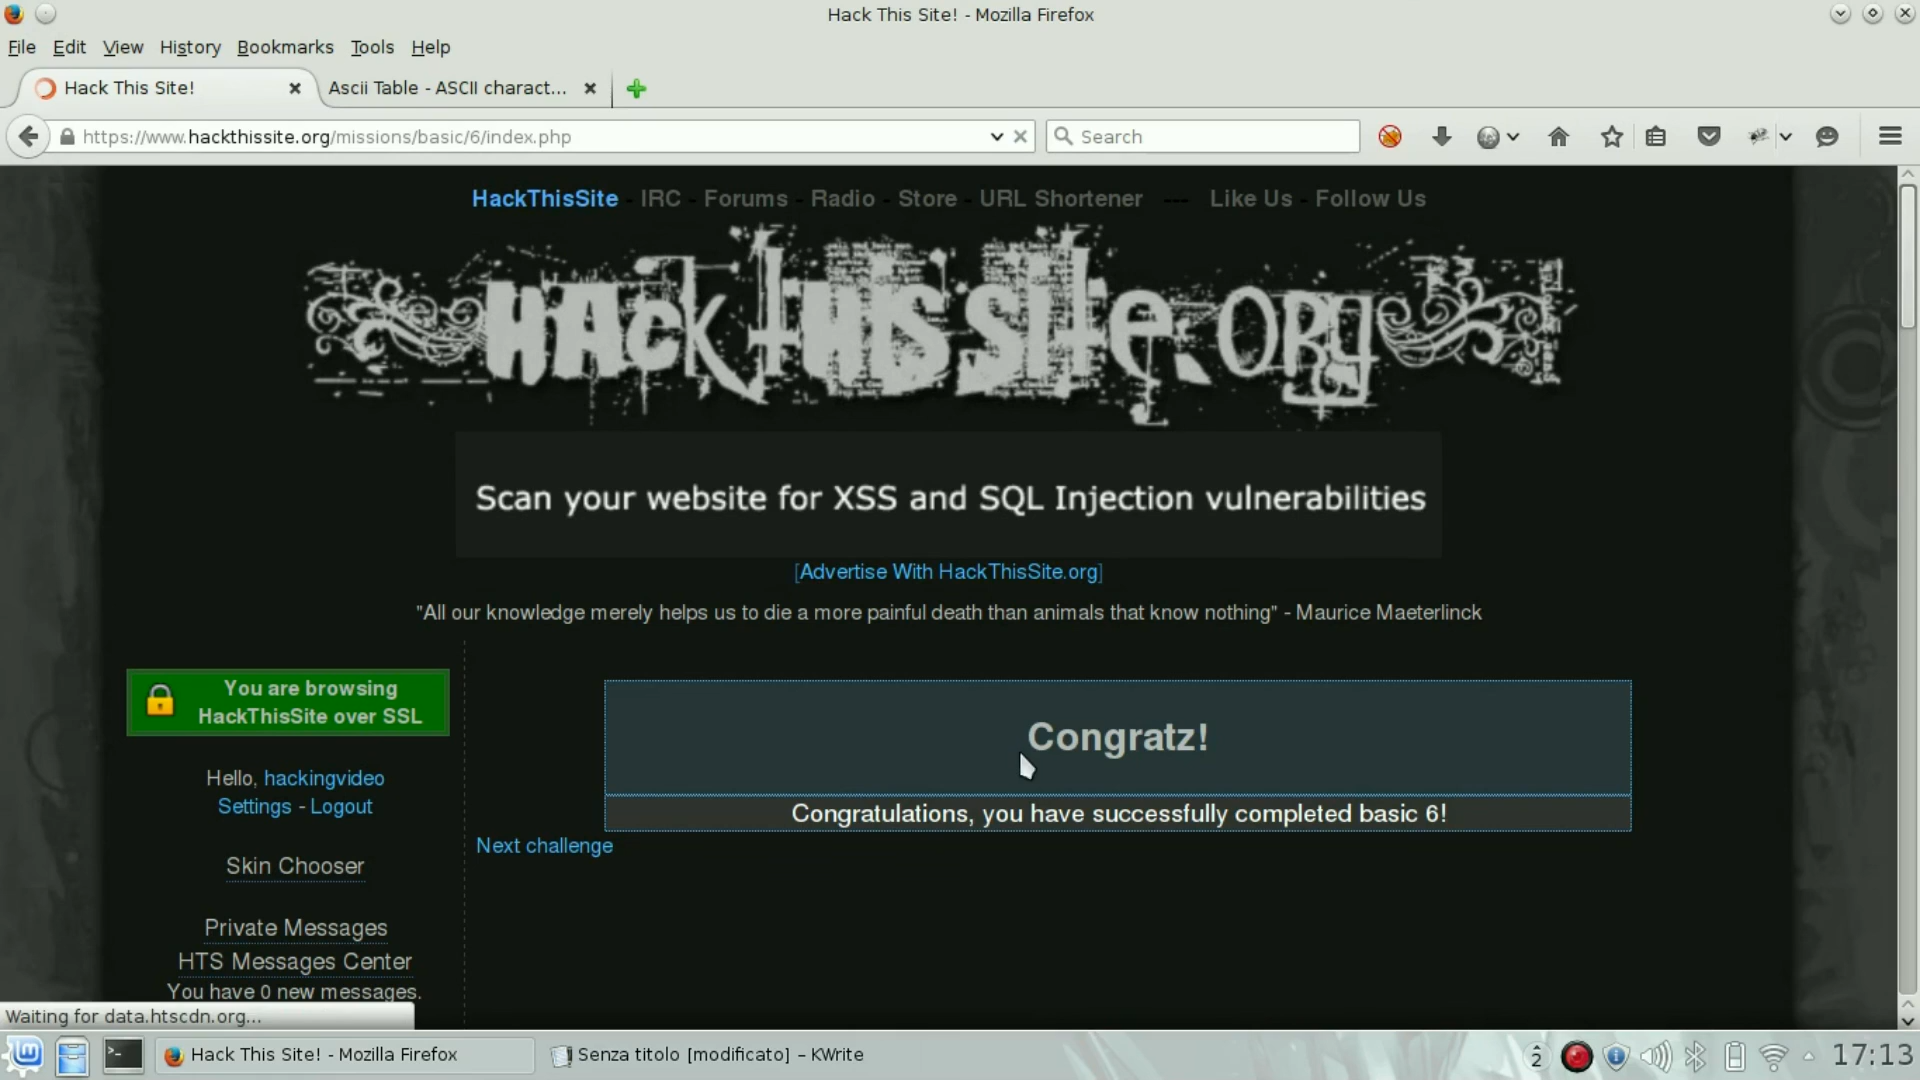 Hack This Site! - Mozilla Firefox
File Edit View History Bookmarks Tools Help
Hack This Site!
Ascii Table - ASCII charact...
https://www.hackthissite.org/missions/basic/6/index.php
Search
HackThisSite - IRC - Forums - Radio - Store - URL Shortener --- Like Us - Follow Us
HackThisSite.ORG
Scan your website for XSS and SQL Injection vulnerabilities
[Advertise With HackThisSite.org]
"All our knowledge merely helps us to die a more painful death than animals that know nothing" - Maurice Maeterlinck
You are browsing
HackThisSite over SSL
Hello, hackingvideo
Settings - Logout
Skin Chooser
Private Messages
HTS Messages Center
You have 0 new messages.
Congratz!
Congratulations, you have successfully completed basic 6!
Next challenge
Waiting for data.htscdn.org...
Hack This Site! - Mozilla Firefox
Senza titolo [modificato] – KWrite
2
17:13